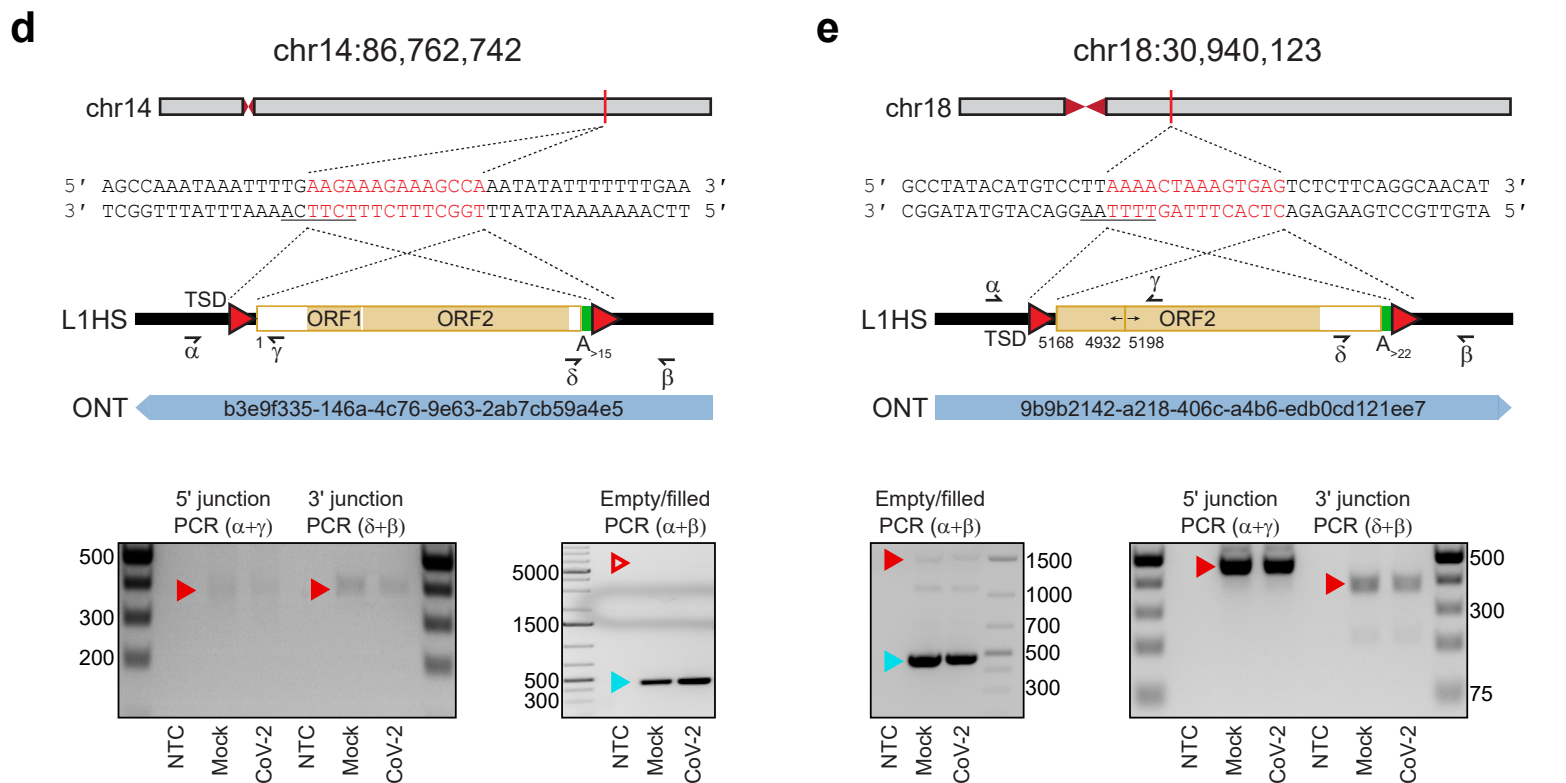 d
chr14:86,762,742
chr14
5′ AGCCAAATAAATTTTGAAGAAAGAAAGCCAAATATATTTTTTTGAA 3′
3′ TCGGTTTATTTAAAACTTCTTTCTTTCGGTTTATATAAAAAAACTT 5′
TSD
L1HS
ORF1
ORF2
α
1
γ
A>15
δ
β
ONT
b3e9f335-146a-4c76-9e63-2ab7cb59a4e5
5' junction
PCR (α+γ)
3' junction
PCR (δ+β)
500
300
200
NTC
Mock
CoV-2
NTC
Mock
CoV-2
Empty/filled
PCR (α+β)
5000
1500
500
300
NTC
Mock
CoV-2
e
chr18:30,940,123
chr18
5′ GCCTATACATGTCCTTAAAACTAAAGTGAGTCTCTTCAGGCAACAT 3′
3′ CGGATATGTACAGGAATTTTGATTTCACTCAGAGAAGTCCGTTGTA 5′
α
γ
L1HS
ORF2
TSD
5168
4932
5198
δ
A>22
β
ONT
9b9b2142-a218-406c-a4b6-edb0cd121ee7
Empty/filled
PCR (α+β)
1500
1000
700
500
300
NTC
Mock
CoV-2
5' junction
PCR (α+γ)
3' junction
PCR (δ+β)
500
300
75
NTC
Mock
CoV-2
NTC
Mock
CoV-2